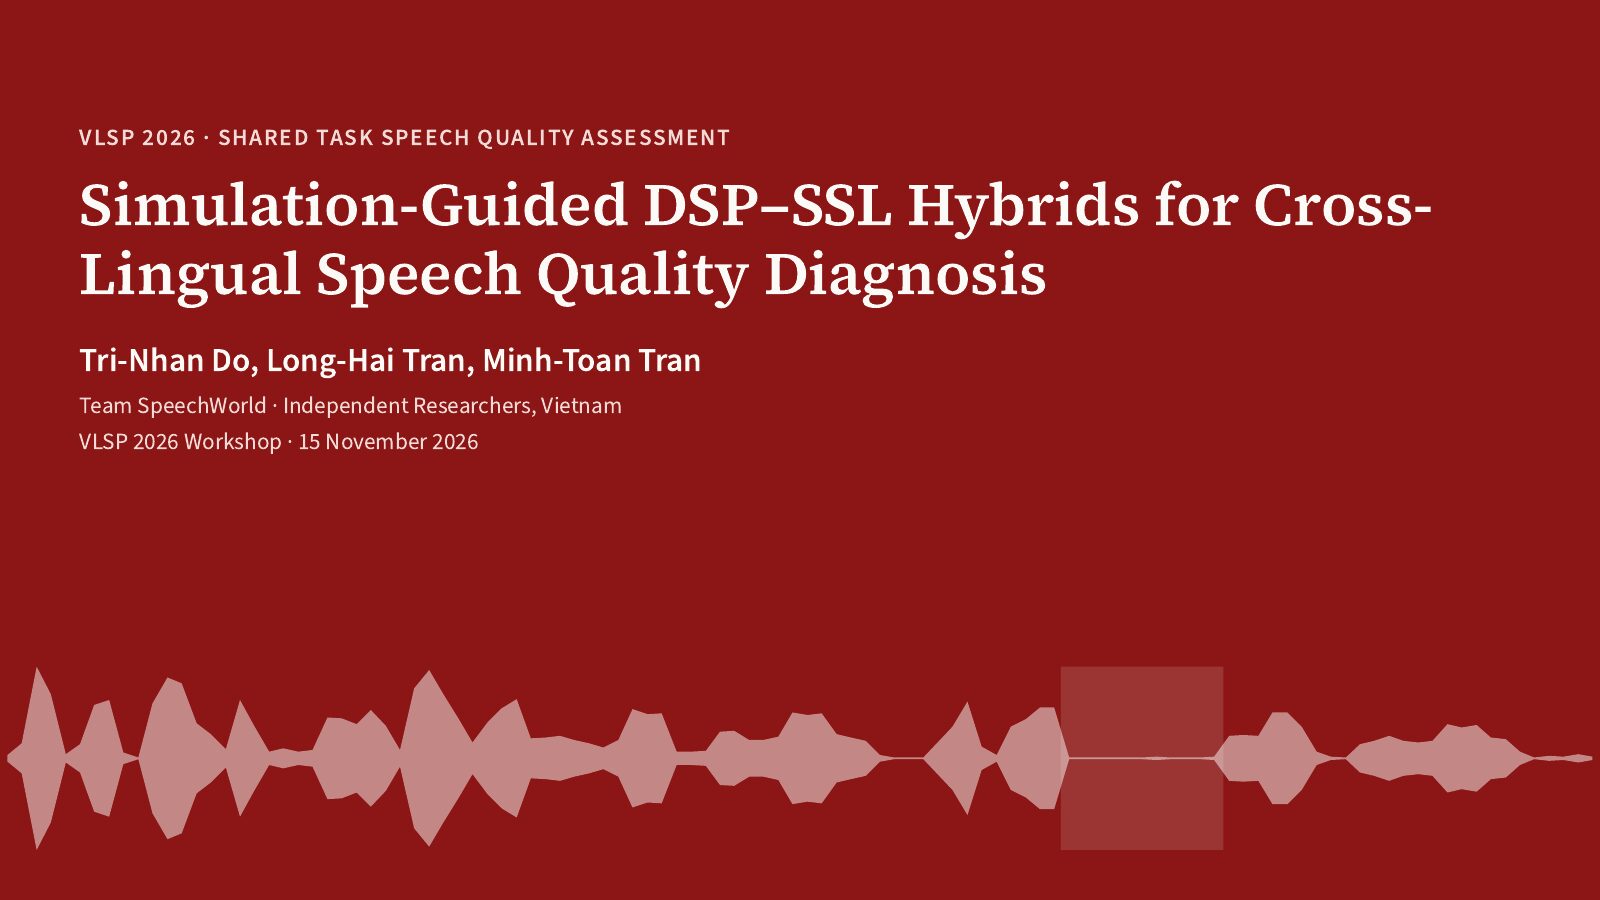 VLSP 2026 · SHARED TASK SPEECH QUALITY ASSESSMENT
Simulation-Guided DSP–SSL Hybrids for Cross-
Lingual Speech Quality Diagnosis
Tri-Nhan Do, Long-Hai Tran, Minh-Toan Tran
Team SpeechWorld · Independent Researchers, Vietnam
VLSP 2026 Workshop · 15 November 2026